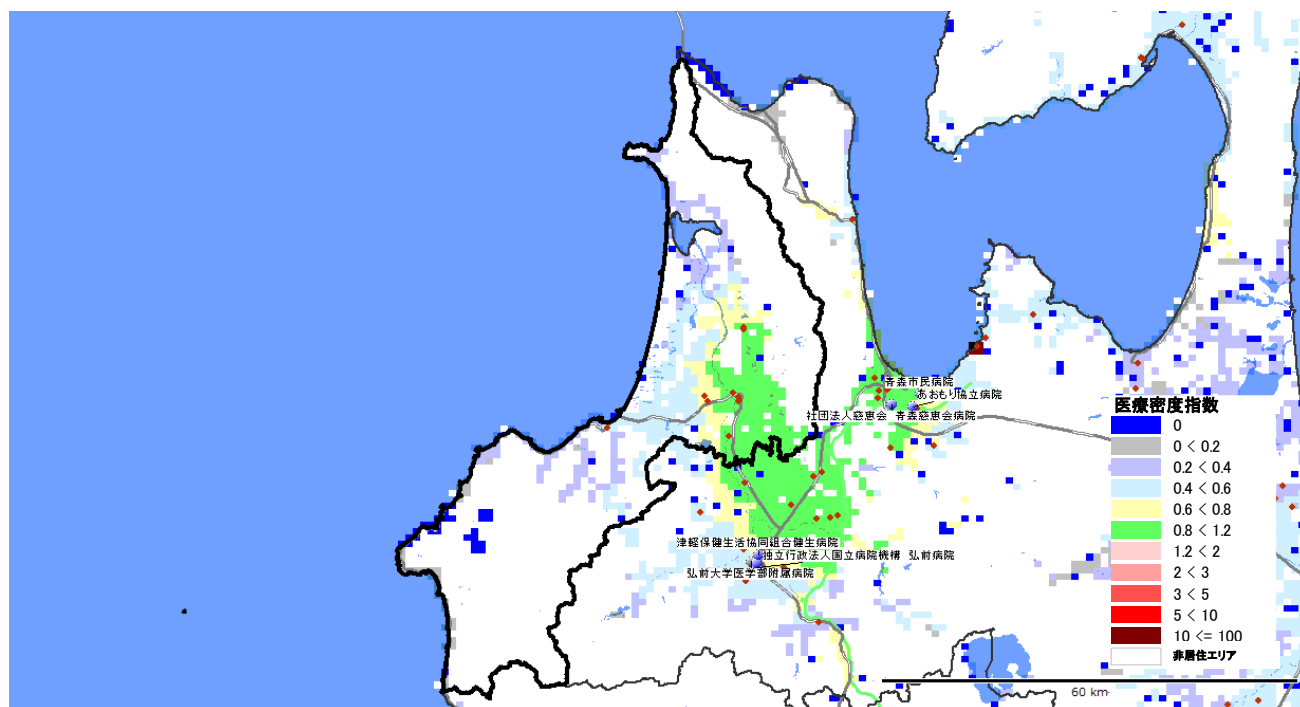 青森市民病院
あおもり協立病院
社団法人慈恵会 青森慈恵会病院
津軽保健生活協同組合健生病院
独立行政法人国立病院機構 弘前病院
弘前大学医学部附属病院
医療密度指数
0
0 < 0.2
0.2 < 0.4
0.4 < 0.6
0.6 < 0.8
0.8 < 1.2
1.2 < 2
2 < 3
3 < 5
5 < 10
10 <= 100
非居住エリア
60 km